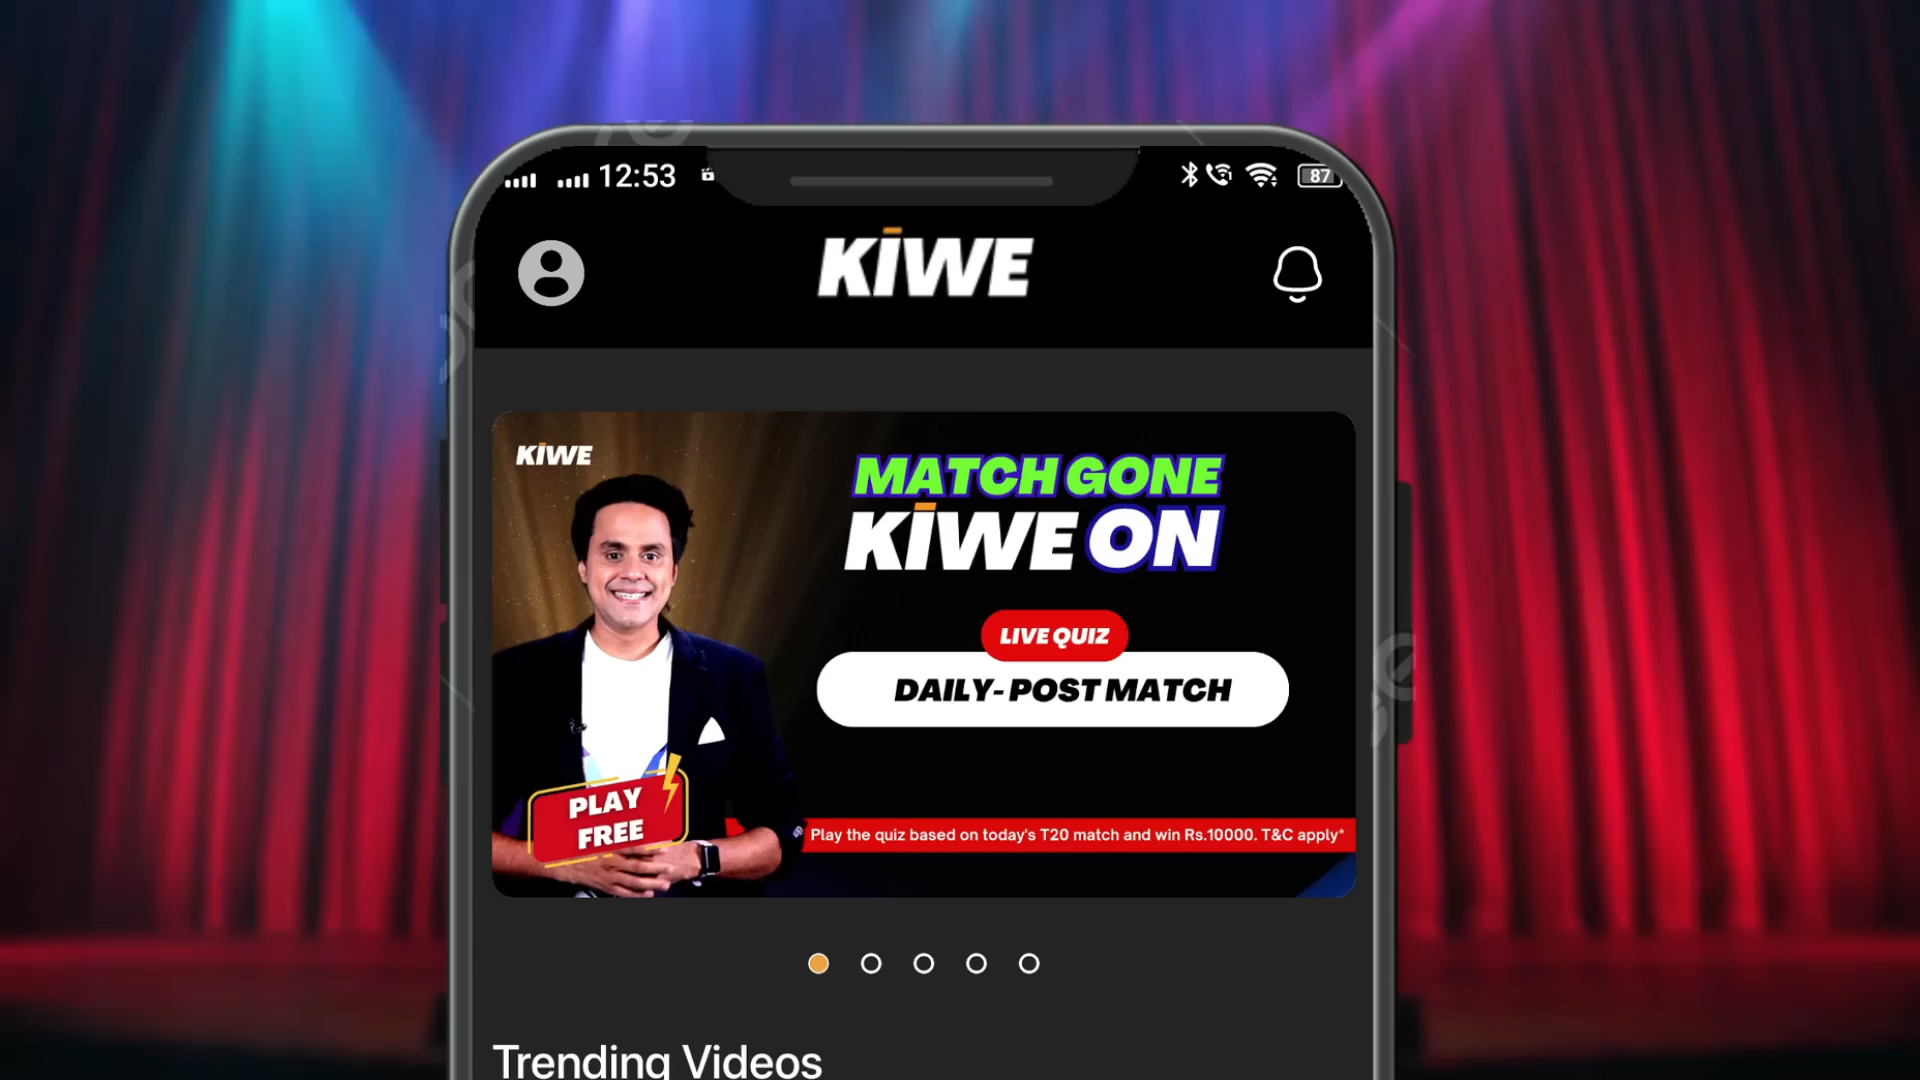 12:53
87
KIWE
KIWE
MATCH GONE
KIWE ON
LIVE QUIZ
DAILY- POST MATCH
PLAY
FREE
Play the quiz based on today's T20 match and win Rs.10000. T&C apply*
Trending Videos